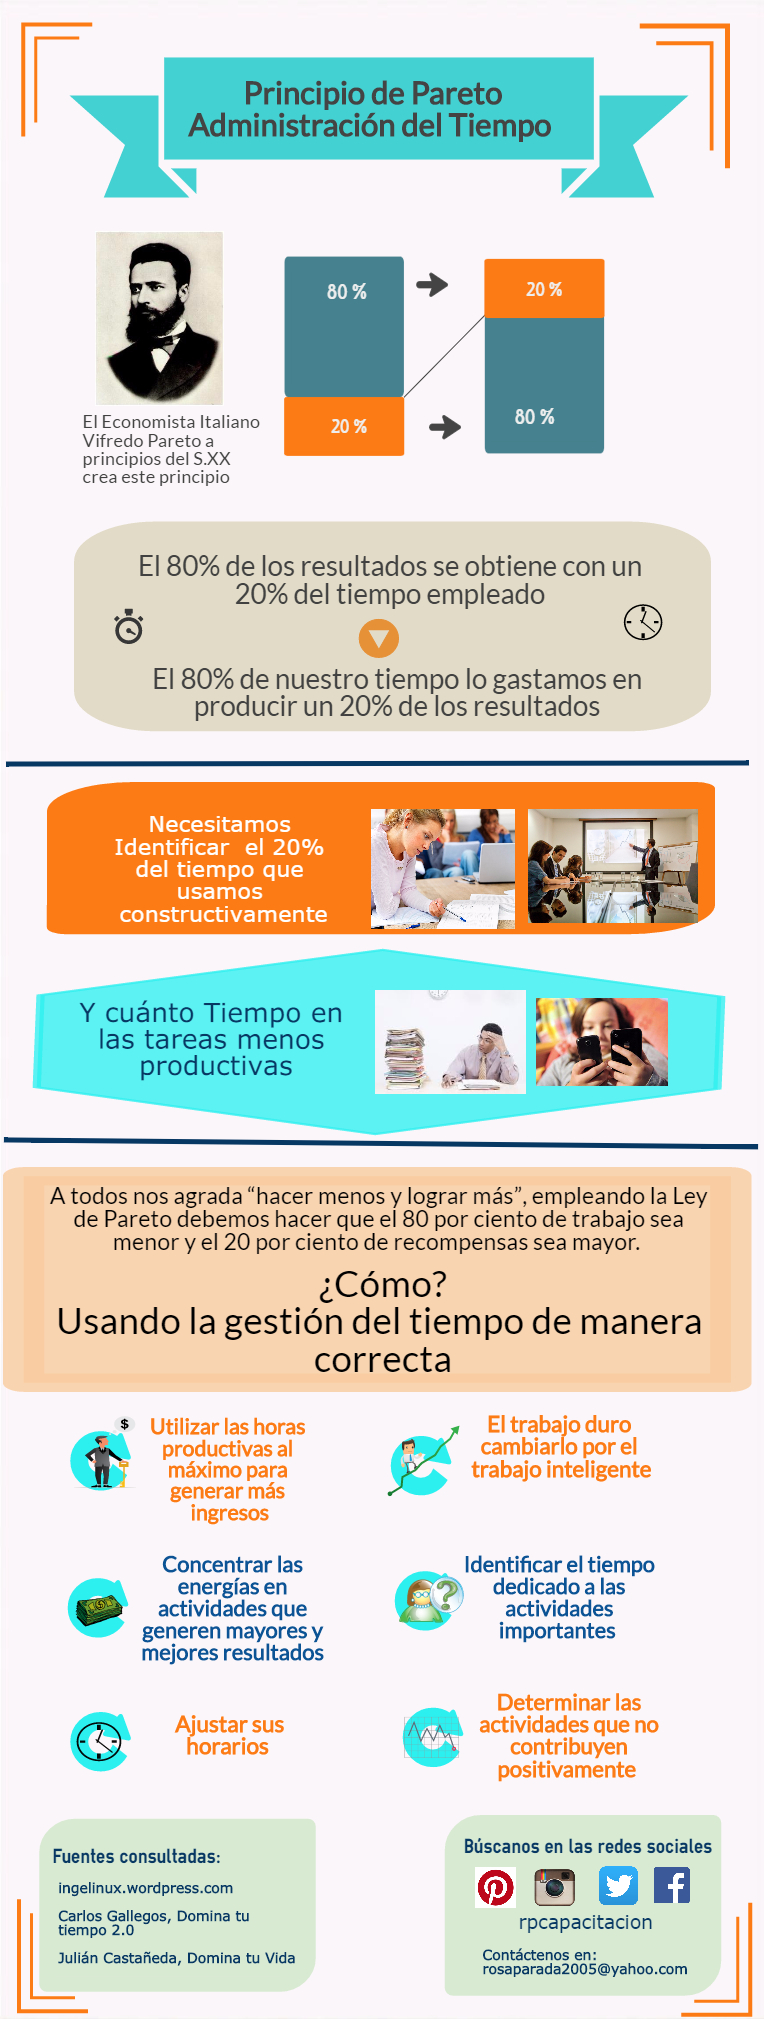 Principio de Pareto
Administración del Tiempo
80 %
20 %
20 %
80 %
El Economista Italiano
Vifredo Pareto a
principios del S.XX
crea este principio
El 80% de los resultados se obtiene con un
20% del tiempo empleado
El 80% de nuestro tiempo lo gastamos en
producir un 20% de los resultados
Necesitamos
Identificar el 20%
del tiempo que
usamos
constructivamente
Y cuánto Tiempo en
las tareas menos
productivas
A todos nos agrada “hacer menos y lograr más”, empleando la Ley
de Pareto debemos hacer que el 80 por ciento de trabajo sea
menor y el 20 por ciento de recompensas sea mayor.
¿Cómo?
Usando la gestión del tiempo de manera
correcta
$
Utilizar las horas
productivas al
máximo para
generar más
ingresos
El trabajo duro
cambiarlo por el
trabajo inteligente
Concentrar las
energías en
actividades que
generen mayores y
mejores resultados
Identificar el tiempo
dedicado a las
actividades
importantes
?
Ajustar sus
horarios
Determinar las
actividades que no
contribuyen
positivamente
Fuentes consultadas:
ingelinux.wordpress.com
Carlos Gallegos, Domina tu
tiempo 2.0
Julián Castañeda, Domina tu Vida
Búscanos en las redes sociales
rpcapacitacion
Contáctenos en:
rosaparada2005@yahoo.com